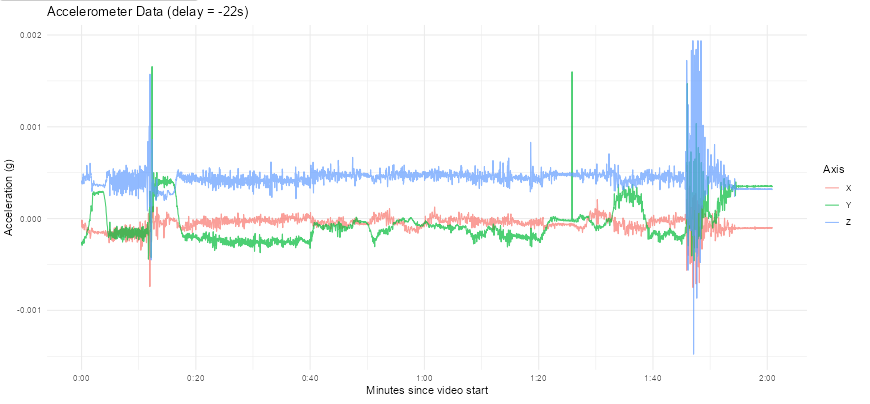 Accelerometer Data (delay = -22s)
0.002
0.001
0.000
-0.001
Acceleration (g)
0:00 0:20 0:40 1:00 1:20 1:40 2:00
Minutes since video start
Axis
X
Y
Z